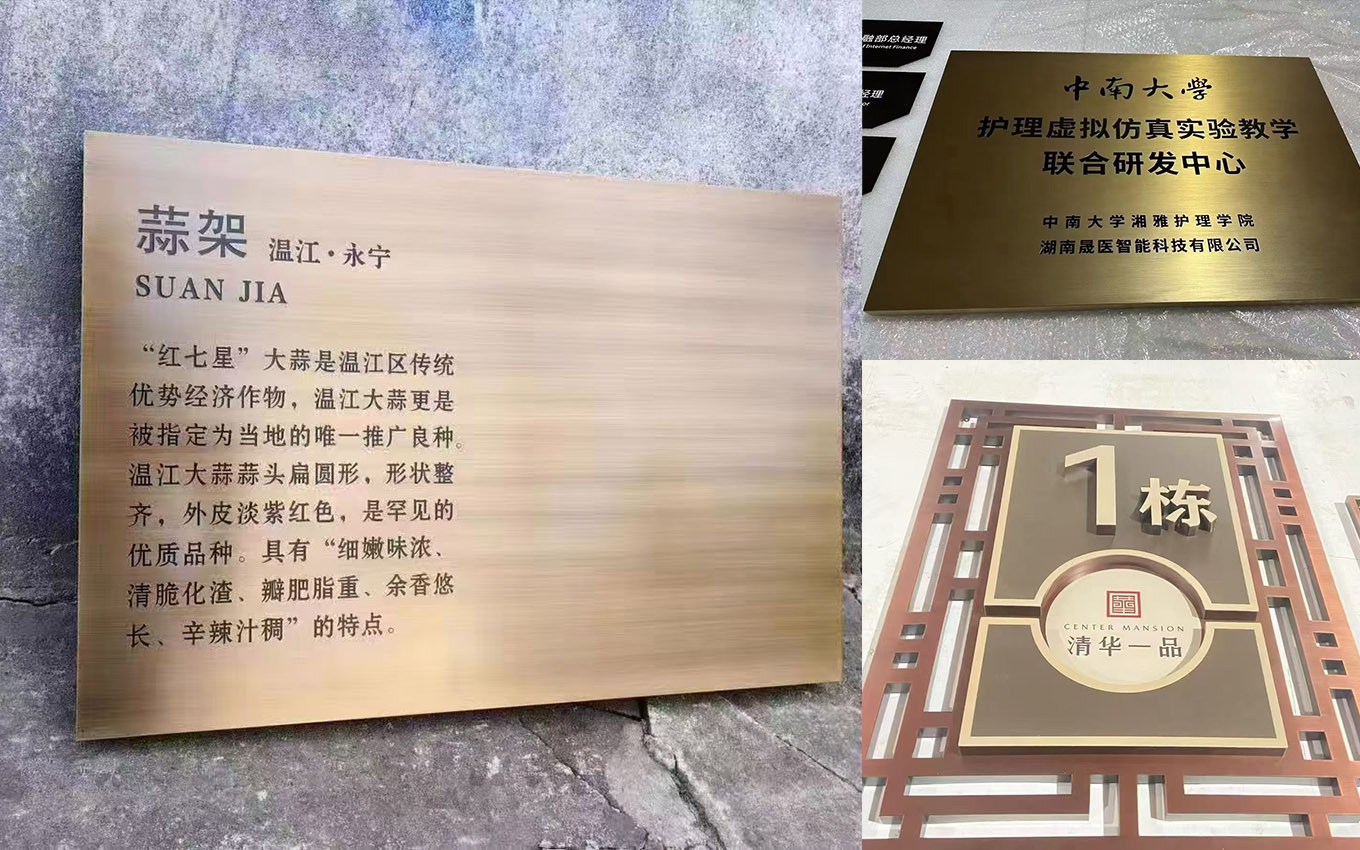 蒜架 温江·永宁
SUAN JIA
“红七星”大蒜是温江区传统
优势经济作物，温江大蒜更是
被指定为当地的唯一推广良种。
温江大蒜蒜头扁圆形，形状整
齐，外皮淡紫红色，是罕见的
优质品种。具有“细嫩味浓、
清脆化渣、瓣肥脂重、余香悠
长、辛辣汁稠”的特点。
融部总经理
Internet Finance
经理
or
中南大学
护理虚拟仿真实验教学
联合研发中心
中南大学湘雅护理学院
湖南晟医智能科技有限公司
1栋
CENTER MANSION
清华一品